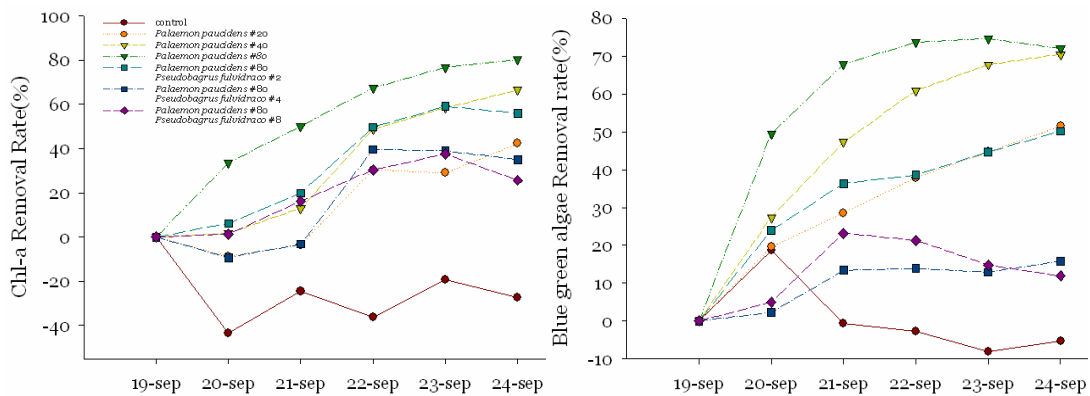 Chl-a Removal Rate(%)
100
80
60
40
20
0
-20
-40
control
Palaemon paucidens #20
Palaemon paucidens #40
Palaemon paucidens #80
Palaemon paucidens #80
Pseudobagrus fulvidraco #2
Palaemon paucidens #80
Pseudobagrus fulvidraco #4
Palaemon paucidens #80
Pseudobagrus fulvidraco #8
19-sep 20-sep 21-sep 22-sep 23-sep 24-sep
Blue green algae Removal rate(%)
80
70
60
50
40
30
20
10
0
-10
19-sep 20-sep 21-sep 22-sep 23-sep 24-sep